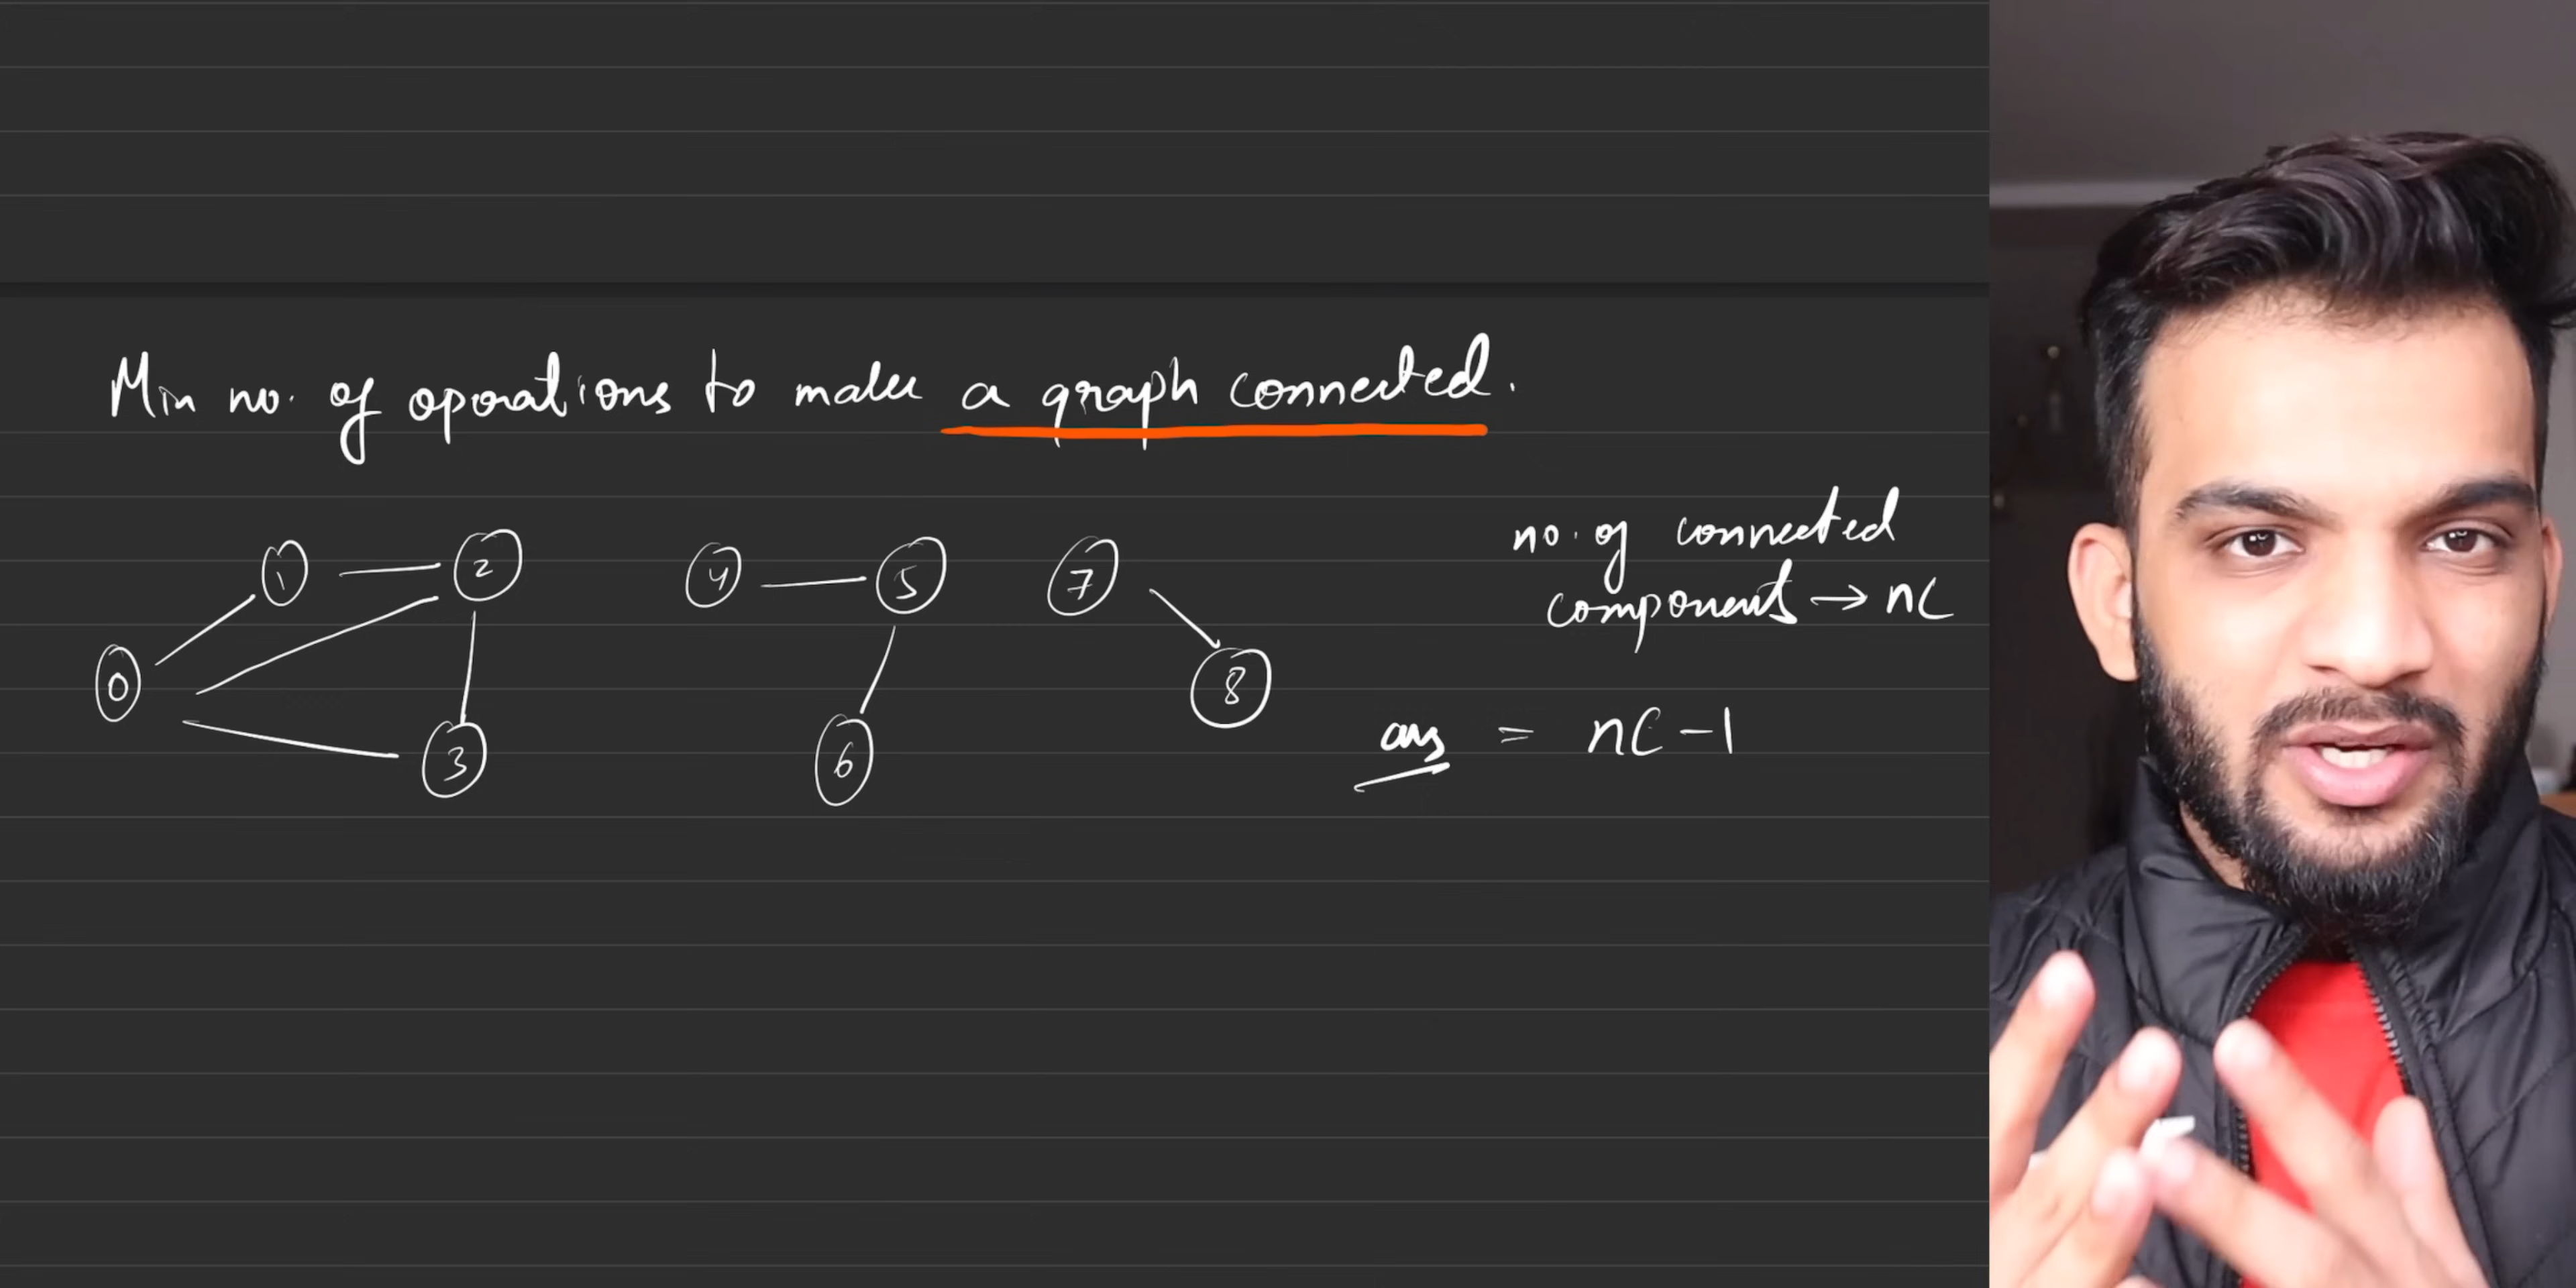 Min no. of operations to make a graph connected.
1
2
4
5
7
no. of connected
components → nC
0
8
3
6
ans = nC - 1